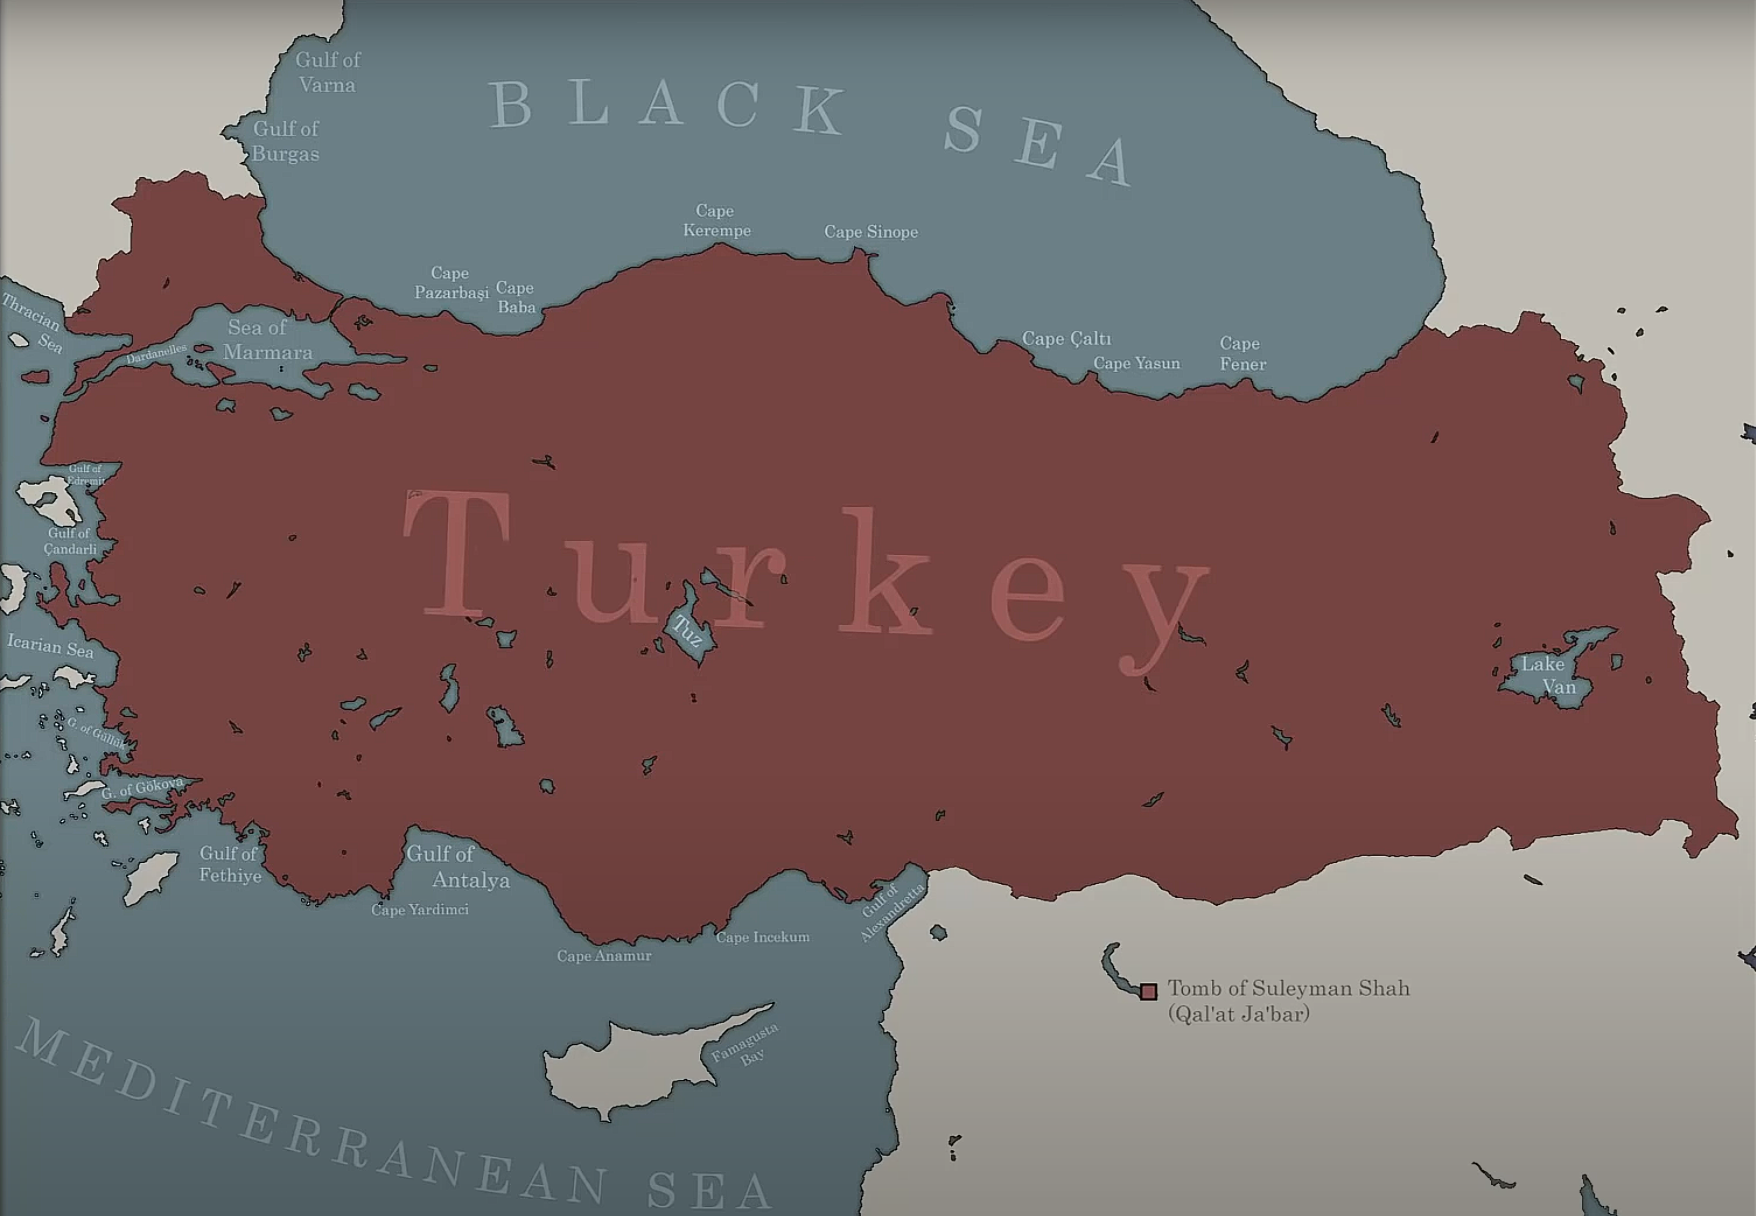 Gulf of
Varna
BLACK SEA
Gulf of
Burgas
Cape
Kerempe
Cape Sinope
Cape
Pazarbaşi
Cape
Baba
Thracian
Sea
Sea of
Marmara
Dardanelles
Cape Çaltı
Cape Yasun
Cape
Fener
Gulf of
Edremit
Gulf of
Çandarli
Turkey
Tuz
Icarian Sea
Lake
Van
G. of Güllük
G. of Gökova
Gulf of
Fethiye
Gulf of
Antalya
Cape Yardimci
Gulf of
Alexandretta
Cape Incekum
Cape Anamur
Tomb of Suleyman Shah
(Qal'at Ja'bar)
Famagusta
Bay
MEDITERRANEAN SEA